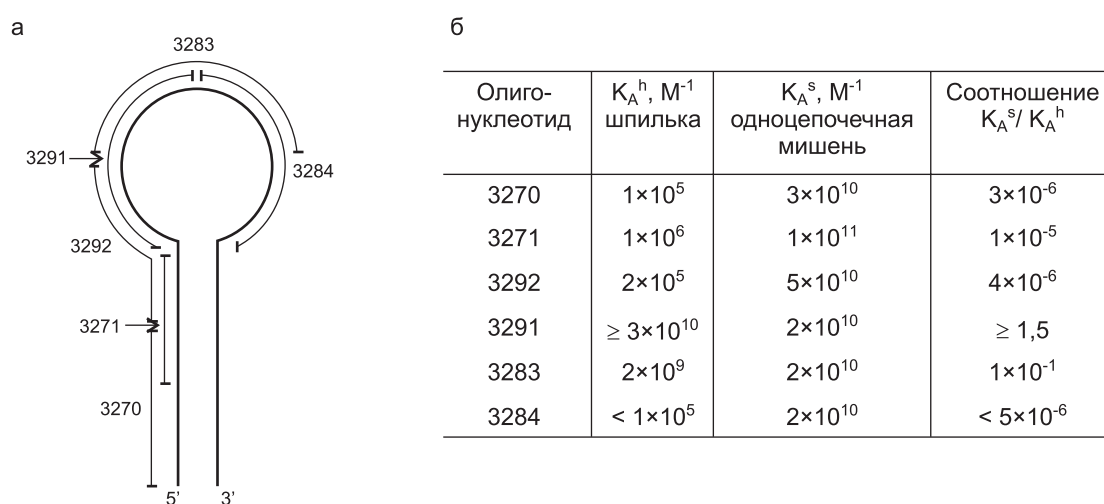 а
3283
3291
3284
3292
3271
3270
5’
3’
б
Олиго-
нуклеотид
K_A^h, M^-1
шпилька
K_A^s, M^-1
одноцепочечная
мишень
Соотношение
K_A^s/ K_A^h
3270 1×10^5 3×10^10 3×10^-6
3271 1×10^6 1×10^11 1×10^-5
3292 2×10^5 5×10^10 4×10^-6
3291 ≥ 3×10^10 2×10^10 ≥ 1,5
3283 2×10^9 2×10^10 1×10^-1
3284 < 1×10^5 2×10^10 < 5×10^-6